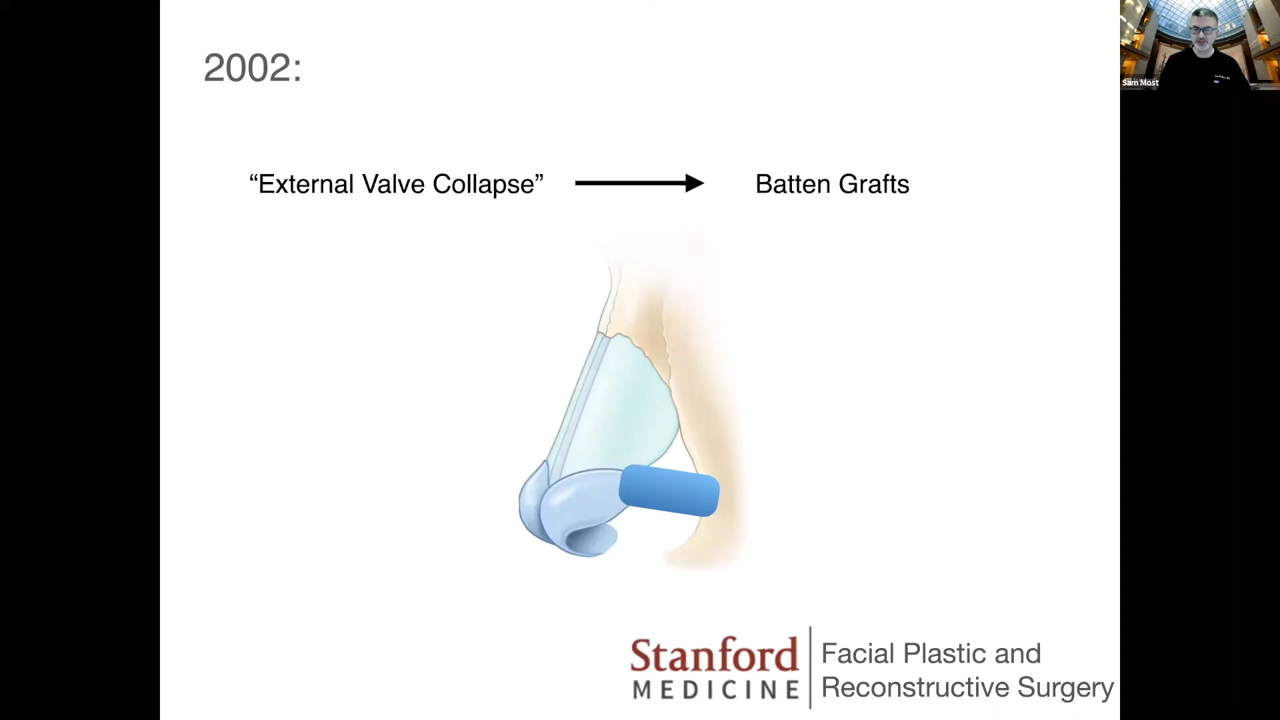 2002:
“External Valve Collapse”
Batten Grafts
Stanford
MEDICINE
Facial Plastic and
Reconstructive Surgery
Sam Most